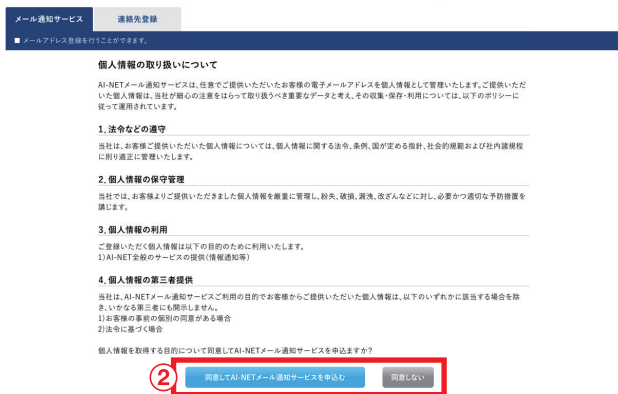 メール通知サービス 連絡先登録
■ メールアドレス登録を行うことができます。
個人情報の取り扱いについて
AI-NETメール通知サービスは、任意でご提供いただいたお客様の電子メールアドレスを個人情報として管理いたします。ご提供いただ
いた個人情報は、当社が細心の注意をはらって取り扱うべき重要なデータと考え、その収集・保存・利用については、以下のポリシーに
従って運用されています。
1. 法令などの遵守
当社は、お客様ご提供いただいた個人情報については、個人情報に関する法令、条例、国が定める指針、社会的規範および社内諸規程
に則り適正に管理いたします。
2. 個人情報の保守管理
当社では、お客様よりご提供いただきました個人情報を厳重に管理し、紛失、破損、漏洩、改ざんなどに対し、必要かつ適切な予防措置を
講じます。
3. 個人情報の利用
ご登録いただく個人情報は以下の目的のために利用いたします。
1)AI-NET全般のサービスの提供(情報通知等)
4. 個人情報の第三者提供
当社は、AI-NETメール通知サービスご利用の目的でお客様からご提供いただいた個人情報は、以下のいずれかに該当する場合を除
き、いかなる第三者にも開示しません。
1)お客様の事前の個別の同意がある場合
2)法令に基づく場合
個人情報を取得する目的について同意してAI-NETメール通知サービスを申込ますか?
② 同意してAI-NETメール通知サービスを申込む 同意しない